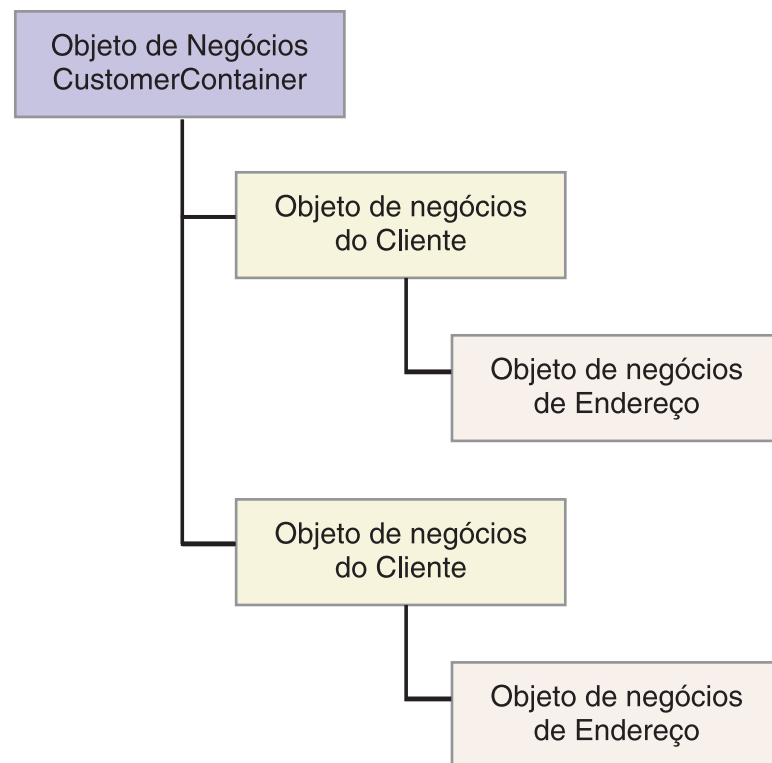 Objeto de Negócios
CustomerContainer
Objeto de negócios
do Cliente
Objeto de negócios
de Endereço
Objeto de negócios
do Cliente
Objeto de negócios
de Endereço